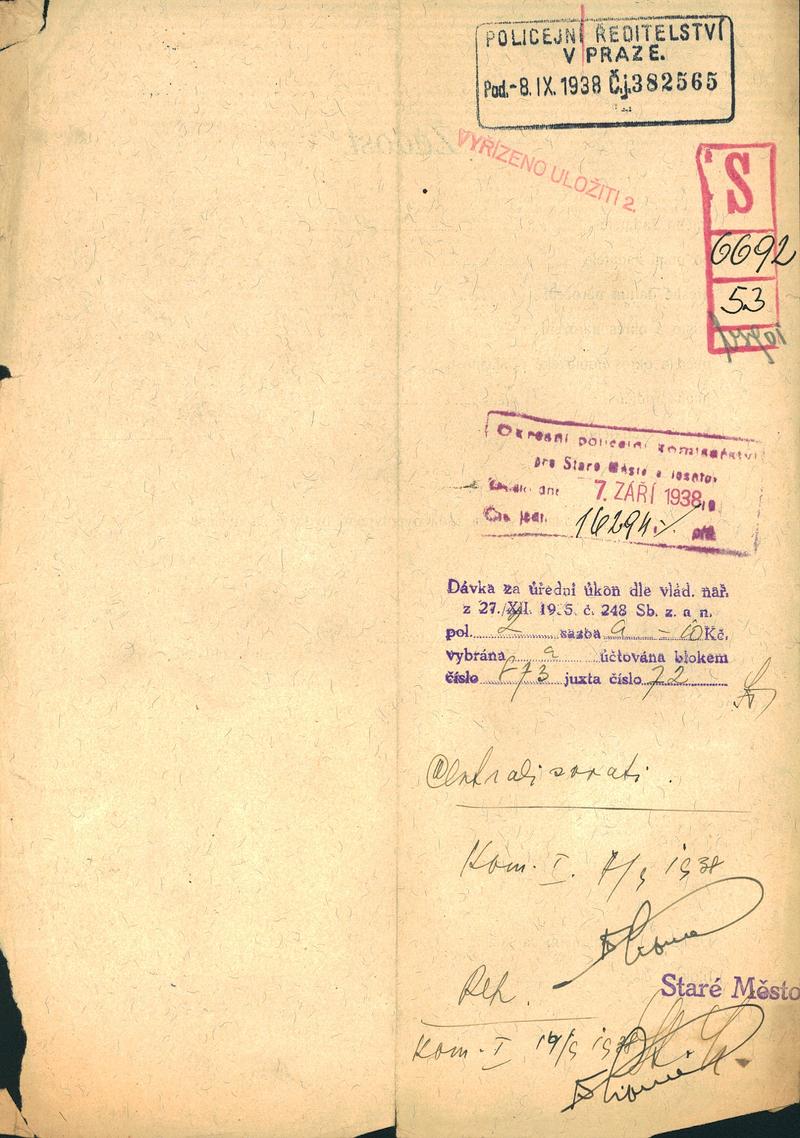 POLICEJNÍ ŘEDITELSTVÍ
V PRAZE.
Pod.-8. IX. 1938 Č.j. 382565
VYŘÍZENO ULOŽITI 2.
S
6692
53
Okresní policejní komisařství
pro Staré Město a Josefov
7. ZÁŘÍ 1938
Čís. jedn. 16294
Dávka za úřední úkon dle vlád. nař.
z 27./XII. 1935. č. 248 Sb. z. a n.
pol. 2 sazba a - 10 Kč.
vybrána a účtována blokem
číslo 873 juxta číslo 72
Centralisovati.
Kom. I. 7/9 1938
Reh.
Staré Město
Kom. I 14/9 1938